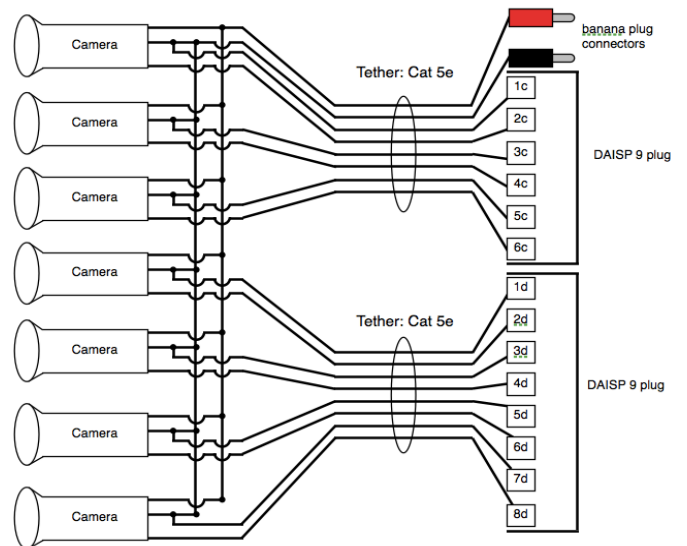 Camera
banana plug
connectors
Tether: Cat 5e
1c
Camera
2c
3c
DAISP 9 plug
4c
Camera
5c
6c
Camera
1d
Tether: Cat 5e
2d
Camera
3d
4d
DAISP 9 plug
5d
Camera
6d
7d
Camera
8d